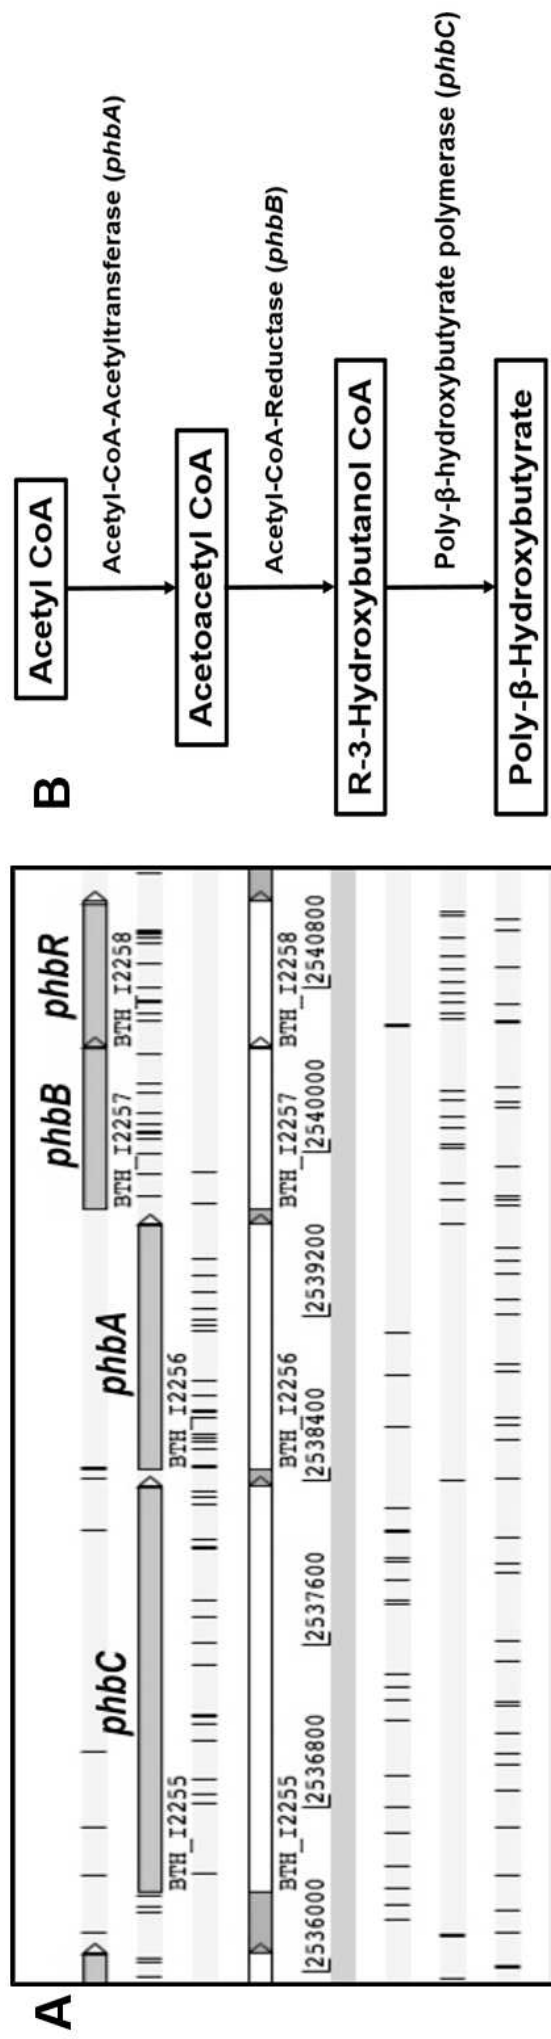 A
phbC
phbA
phbB
phbR
BTH_I2257
BTH_I2258
BTH_I2255
BTH_I2256
BTH_I2255
BTH_I2256
BTH_I2257
BTH_I2258
2536000
2536800
2537600
2538400
2539200
2540000
2540800
B
Acetyl CoA
Acetyl-CoA-Acetyltransferase (phbA)
Acetoacetyl CoA
Acetyl-CoA-Reductase (phbB)
R-3-Hydroxybutanol CoA
Poly-β-hydroxybutyrate polymerase (phbC)
Poly-β-Hydroxybutyrate